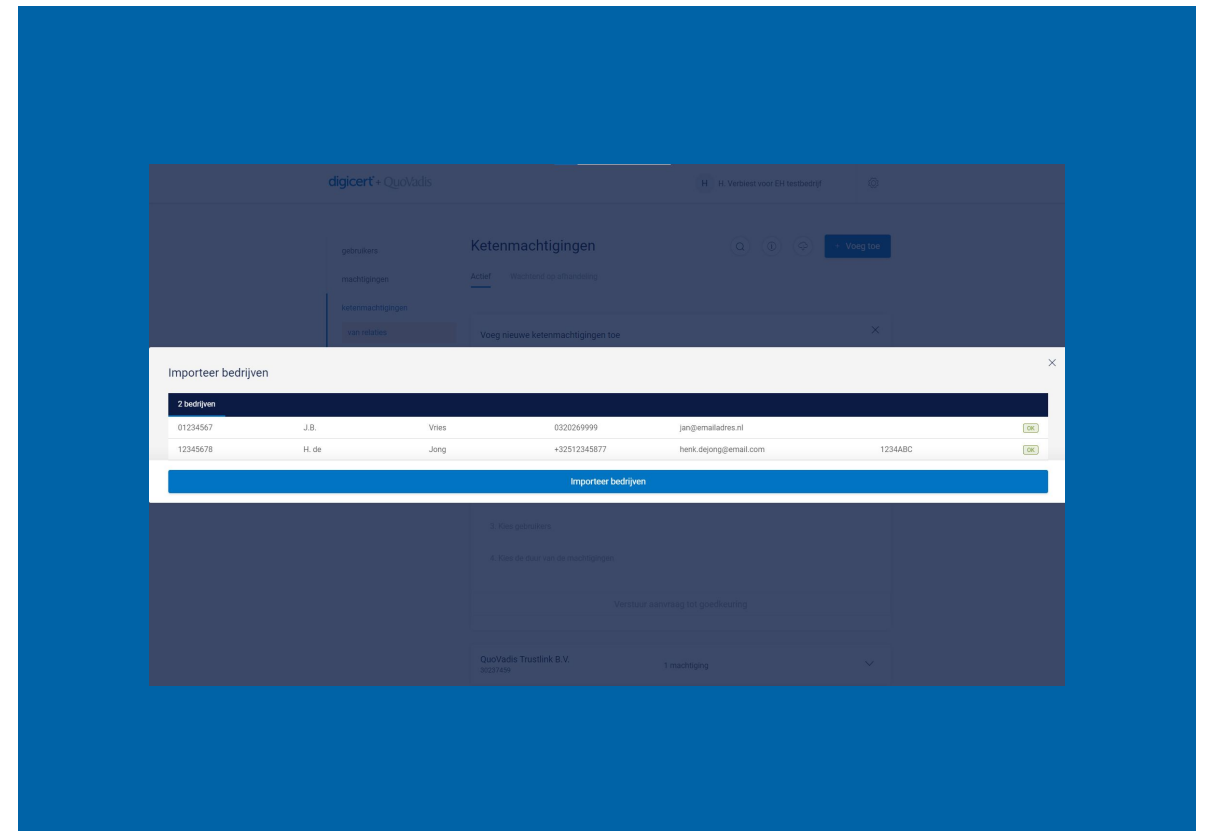 digicert + QuoVadis
H H. Verbiest voor EH testbedrijf
Ketenmachtigingen
+ Voeg toe
gebruikers
machtigingen
ketenmachtigingen
van relaties
Actief Wachtend op afhandeling
Voeg nieuwe ketenmachtigingen toe
Importeer bedrijven
2 bedrijven
01234567 J.B. Vries 0320269999 jan@emailadres.nl OK
12345678 H. de Jong +32512345877 henk.dejong@email.com 1234ABC OK
Importeer bedrijven
3. Kies gebruikers
4. Kies de duur van de machtigingen
Verstuur aanvraag tot goedkeuring
QuoVadis Trustlink B.V. 1 machtiging